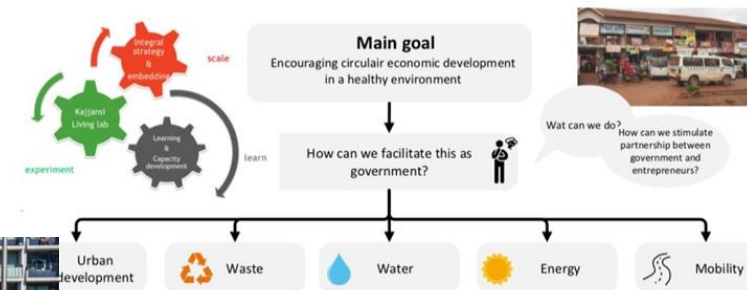 Integral
strategy
&
embedding
scale
Kajjansi
Living lab
Learning
&
Capacity
development
experiment
learn
Main goal
Encouraging circulair economic development
in a healthy environment
How can we facilitate this as
government?
Wat can we do?
How can we stimulate
partnership between
government and
entrepreneurs?
Urban
development
Waste
Water
Energy
Mobility